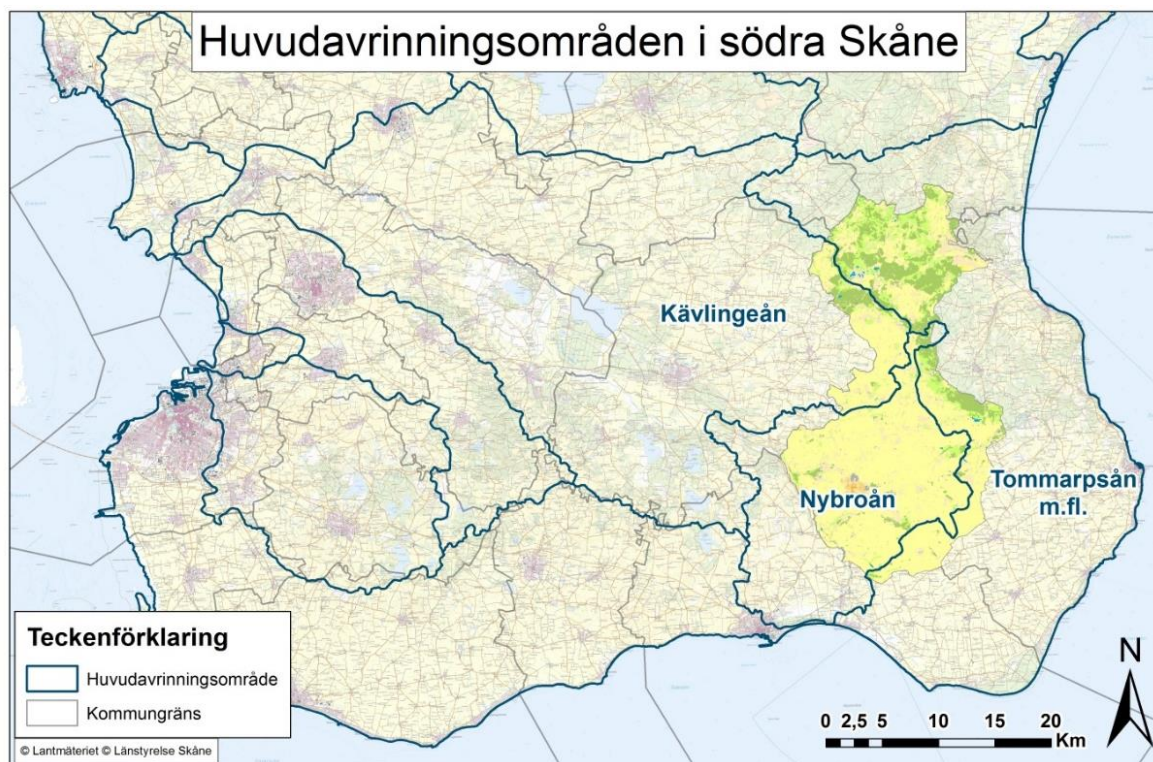 Huvudavrinningsområden i södra Skåne
Kävlingeån
Nybroån
Tommarpsån
m.fl.
Teckenförklaring
Huvudavrinningsområde
Kommungräns
© Lantmäteriet © Länstyrelse Skåne
N
0 2,5 5 10 15 20
Km